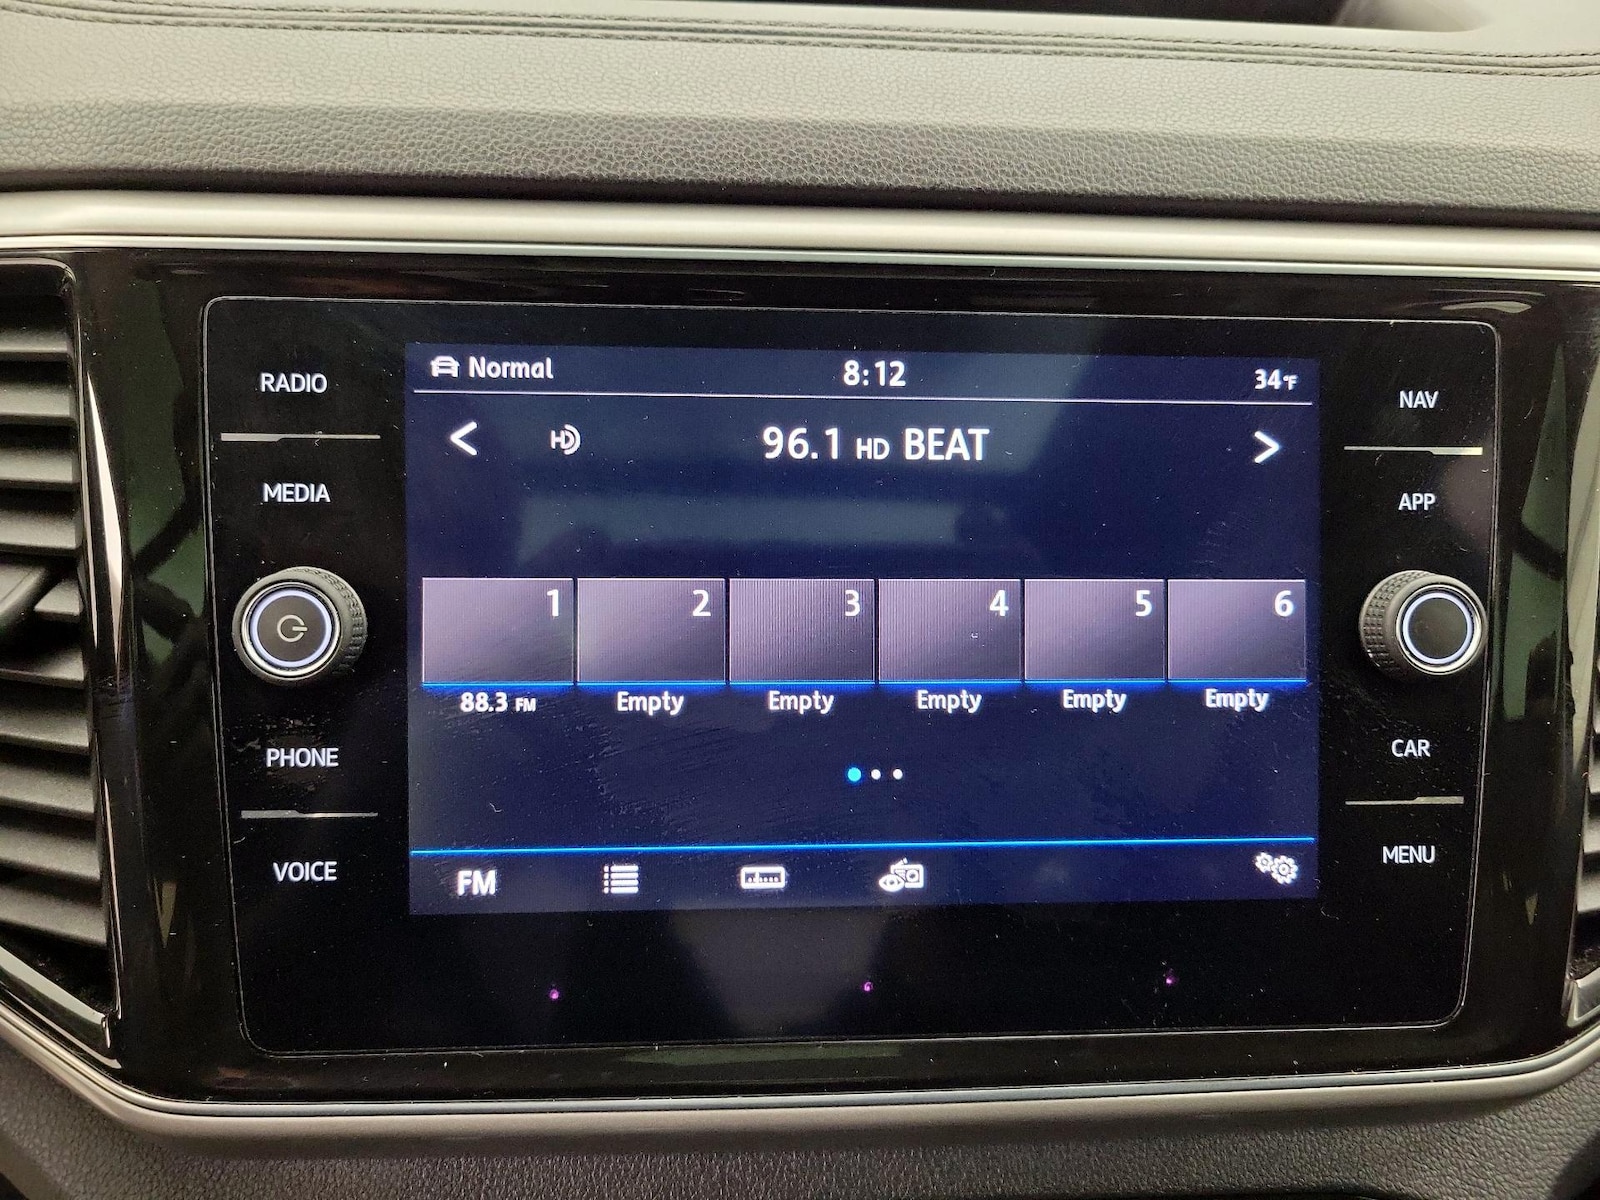 RADIO
MEDIA
PHONE
VOICE
Normal 8:12 34°F
96.1 HD BEAT
1 2 3 4 5 6
88.3 FM Empty Empty Empty Empty Empty
FM
NAV
APP
CAR
MENU